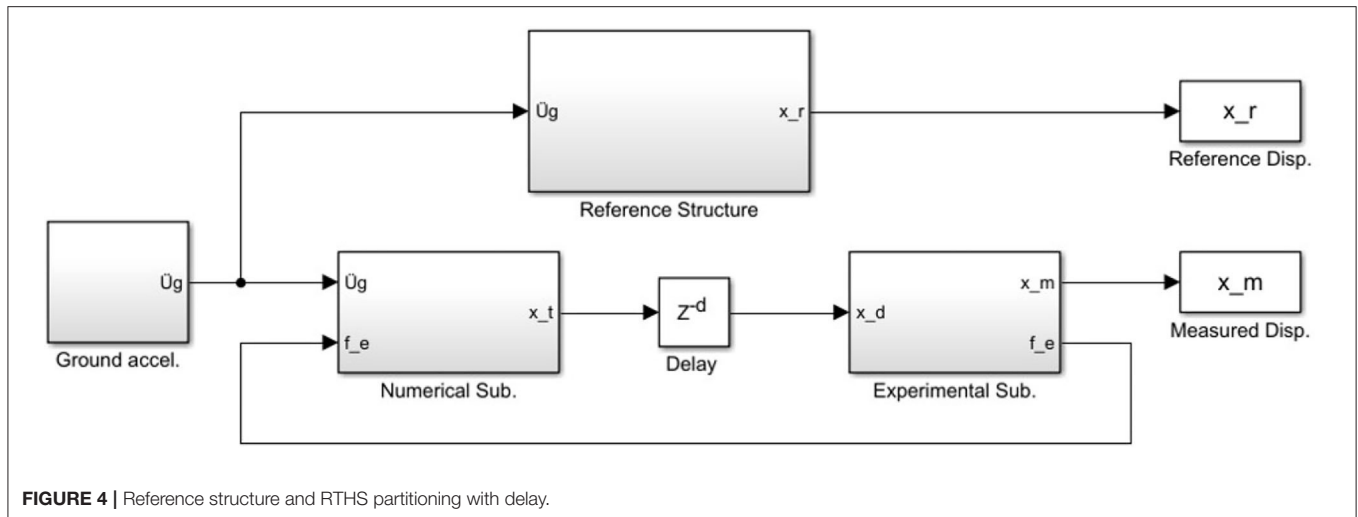 Üg
x_r
Reference Structure
x_r
Reference Disp.
Üg
Ground accel.
Üg
f_e
x_t
Numerical Sub.
Z-d
Delay
x_d
x_m
f_e
Experimental Sub.
x_m
Measured Disp.
FIGURE 4 | Reference structure and RTHS partitioning with delay.